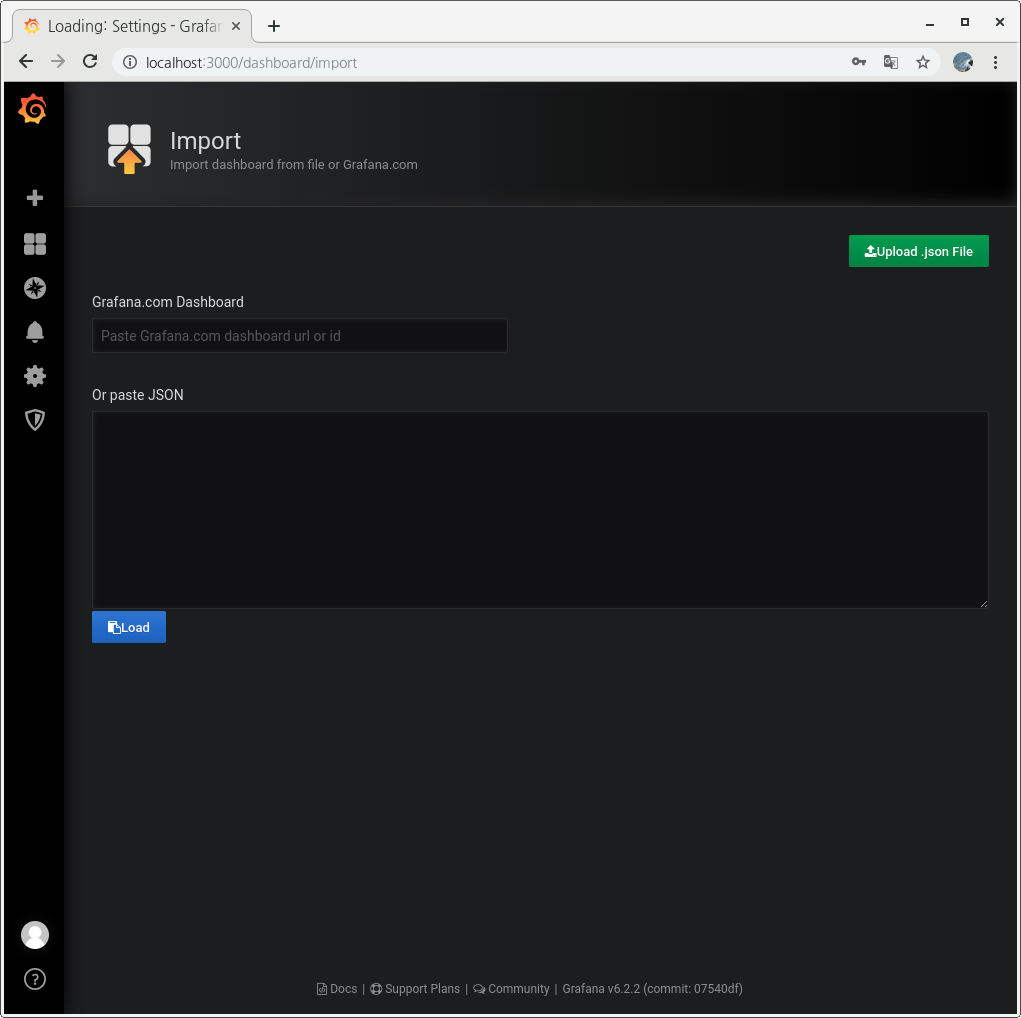 Loading: Settings - Grafan
localhost:3000/dashboard/import
Import
Import dashboard from file or Grafana.com
Upload .json File
Grafana.com Dashboard
Paste Grafana.com dashboard url or id
Or paste JSON
Load
Docs | Support Plans | Community | Grafana v6.2.2 (commit: 07540df)